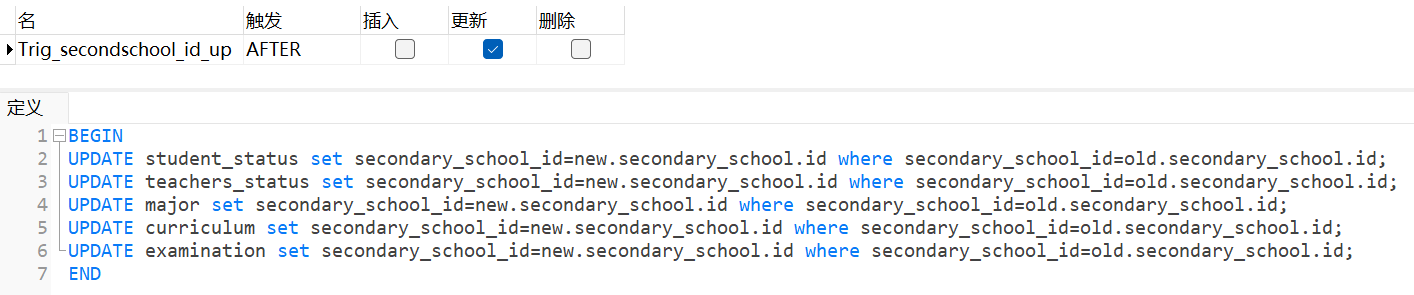 名 触发 插入 更新 删除
Trig_secondschool_id_up AFTER
定义
1 BEGIN
2 UPDATE student_status set secondary_school_id=new.secondary_school.id where secondary_school_id=old.secondary_school.id;
3 UPDATE teachers_status set secondary_school_id=new.secondary_school.id where secondary_school_id=old.secondary_school.id;
4 UPDATE major set secondary_school_id=new.secondary_school.id where secondary_school_id=old.secondary_school.id;
5 UPDATE curriculum set secondary_school_id=new.secondary_school.id where secondary_school_id=old.secondary_school.id;
6 UPDATE examination set secondary_school_id=new.secondary_school.id where secondary_school_id=old.secondary_school.id;
7 END